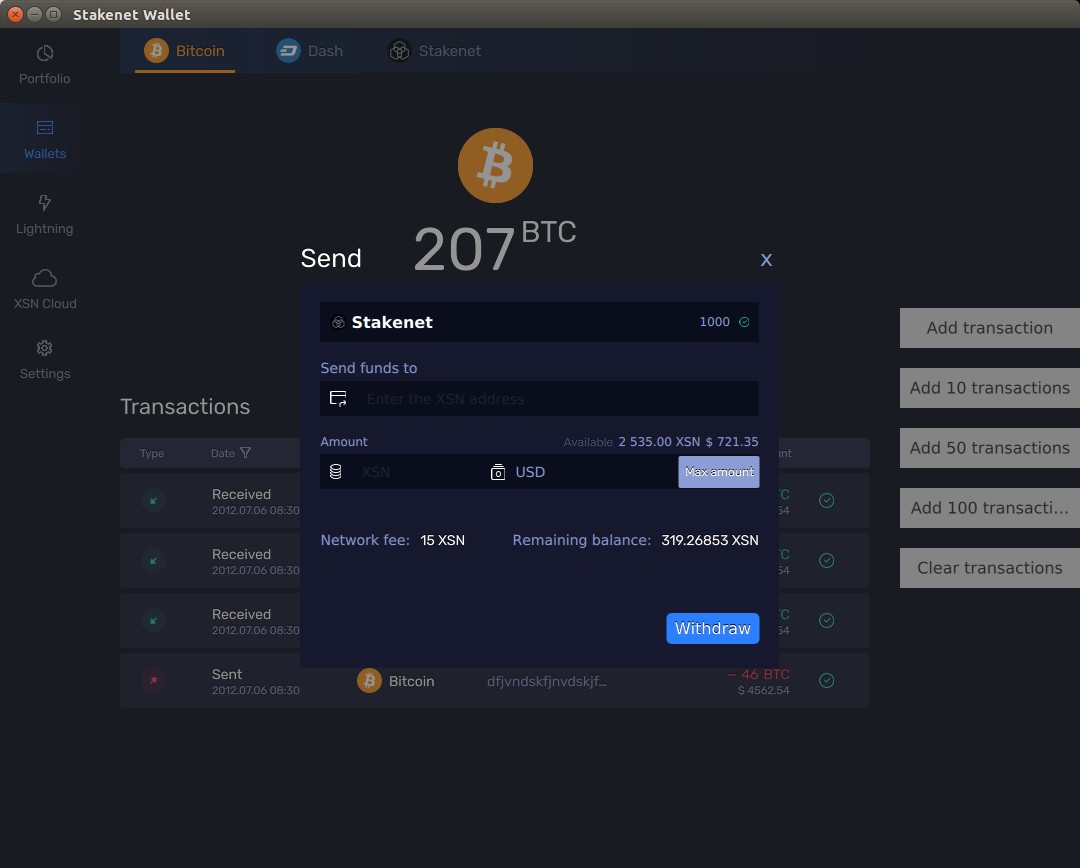 Stakenet Wallet
Portfolio
Wallets
Lightning
XSN Cloud
Settings
Bitcoin
Dash
Stakenet
207 BTC
Send
x
Stakenet
1000
Send funds to
Enter the XSN address
Amount
Available 2 535.00 XSN $ 721.35
XSN
USD
Max amount
Network fee: 15 XSN
Remaining balance: 319.26853 XSN
Withdraw
Add transaction
Add 10 transactions
Add 50 transactions
Add 100 transacti...
Clear transactions
Transactions
Type
Date
nt
Received
2012.07.06 08:30
C
54
Received
2012.07.06 08:30
C
54
Received
2012.07.06 08:30
C
54
Sent
2012.07.06 08:30
Bitcoin
dfjvndskfjnvdskjf...
– 46 BTC
$ 4562.54